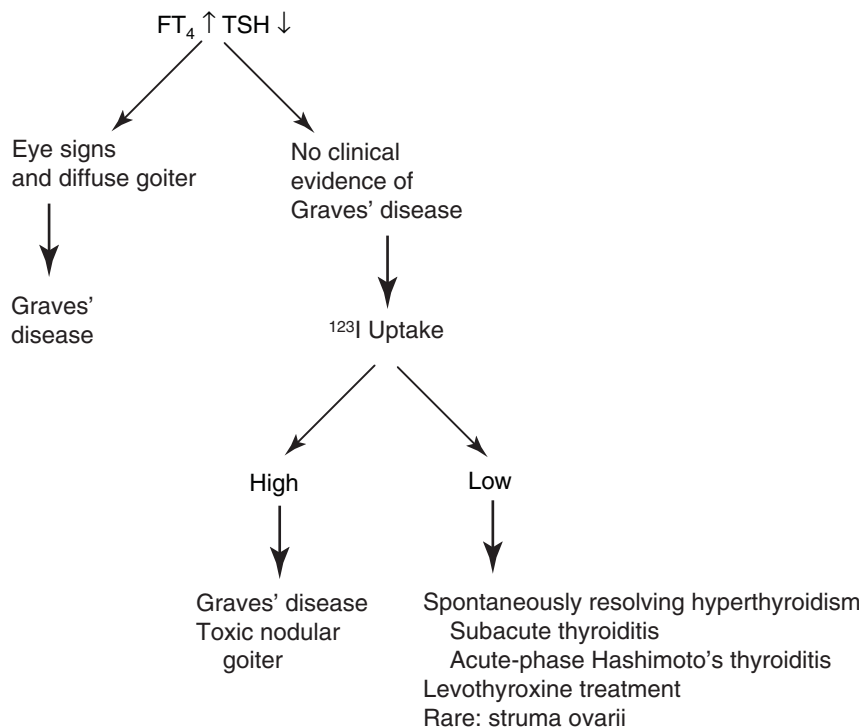 FT₄ ↑ TSH ↓
Eye signs
and diffuse goiter
No clinical
evidence of
Graves' disease
Graves'
disease
¹²³I Uptake
High
Low
Graves' disease
Toxic nodular
goiter
Spontaneously resolving hyperthyroidism
Subacute thyroiditis
Acute-phase Hashimoto's thyroiditis
Levothyroxine treatment
Rare: struma ovarii